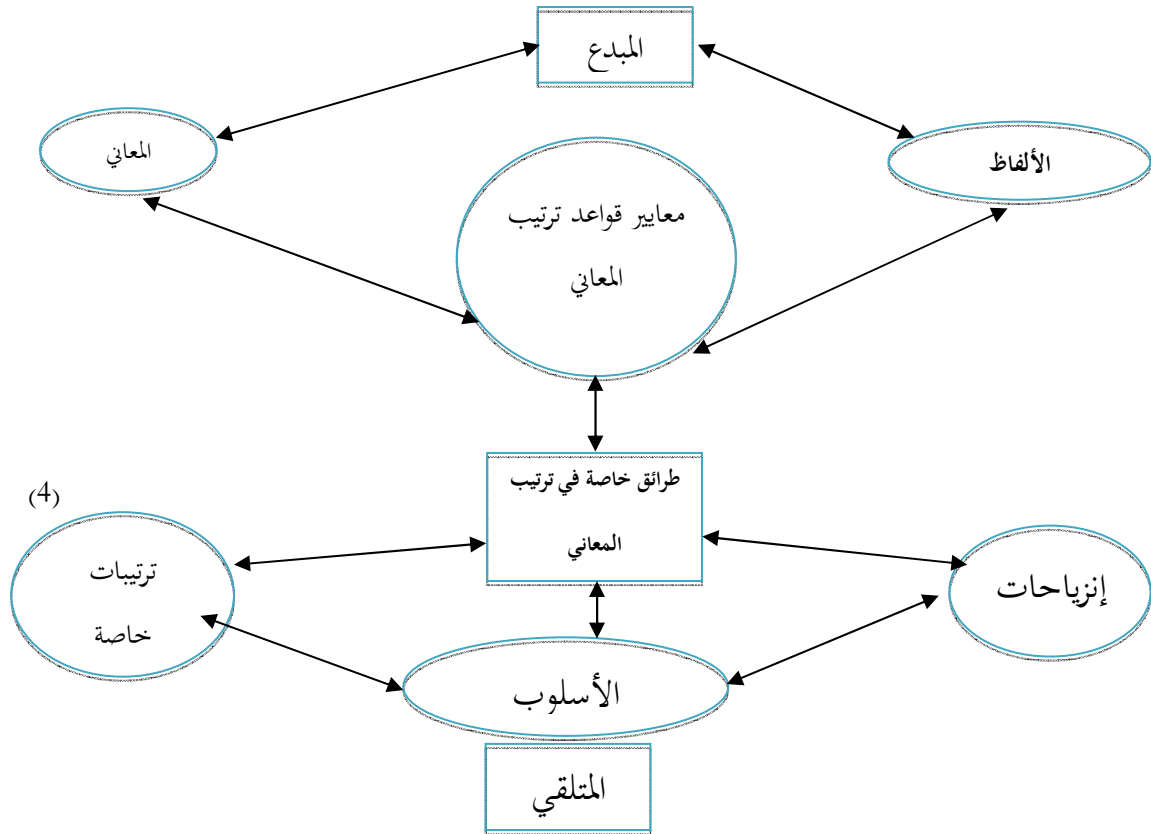 المبدع
الألفاظ
المعاني
معايير قواعد ترتيب
المعاني
طرائق خاصة في ترتيب
المعاني
(4)
إنزياحات
ترتيبات
خاصة
الأسلوب
المتلقي